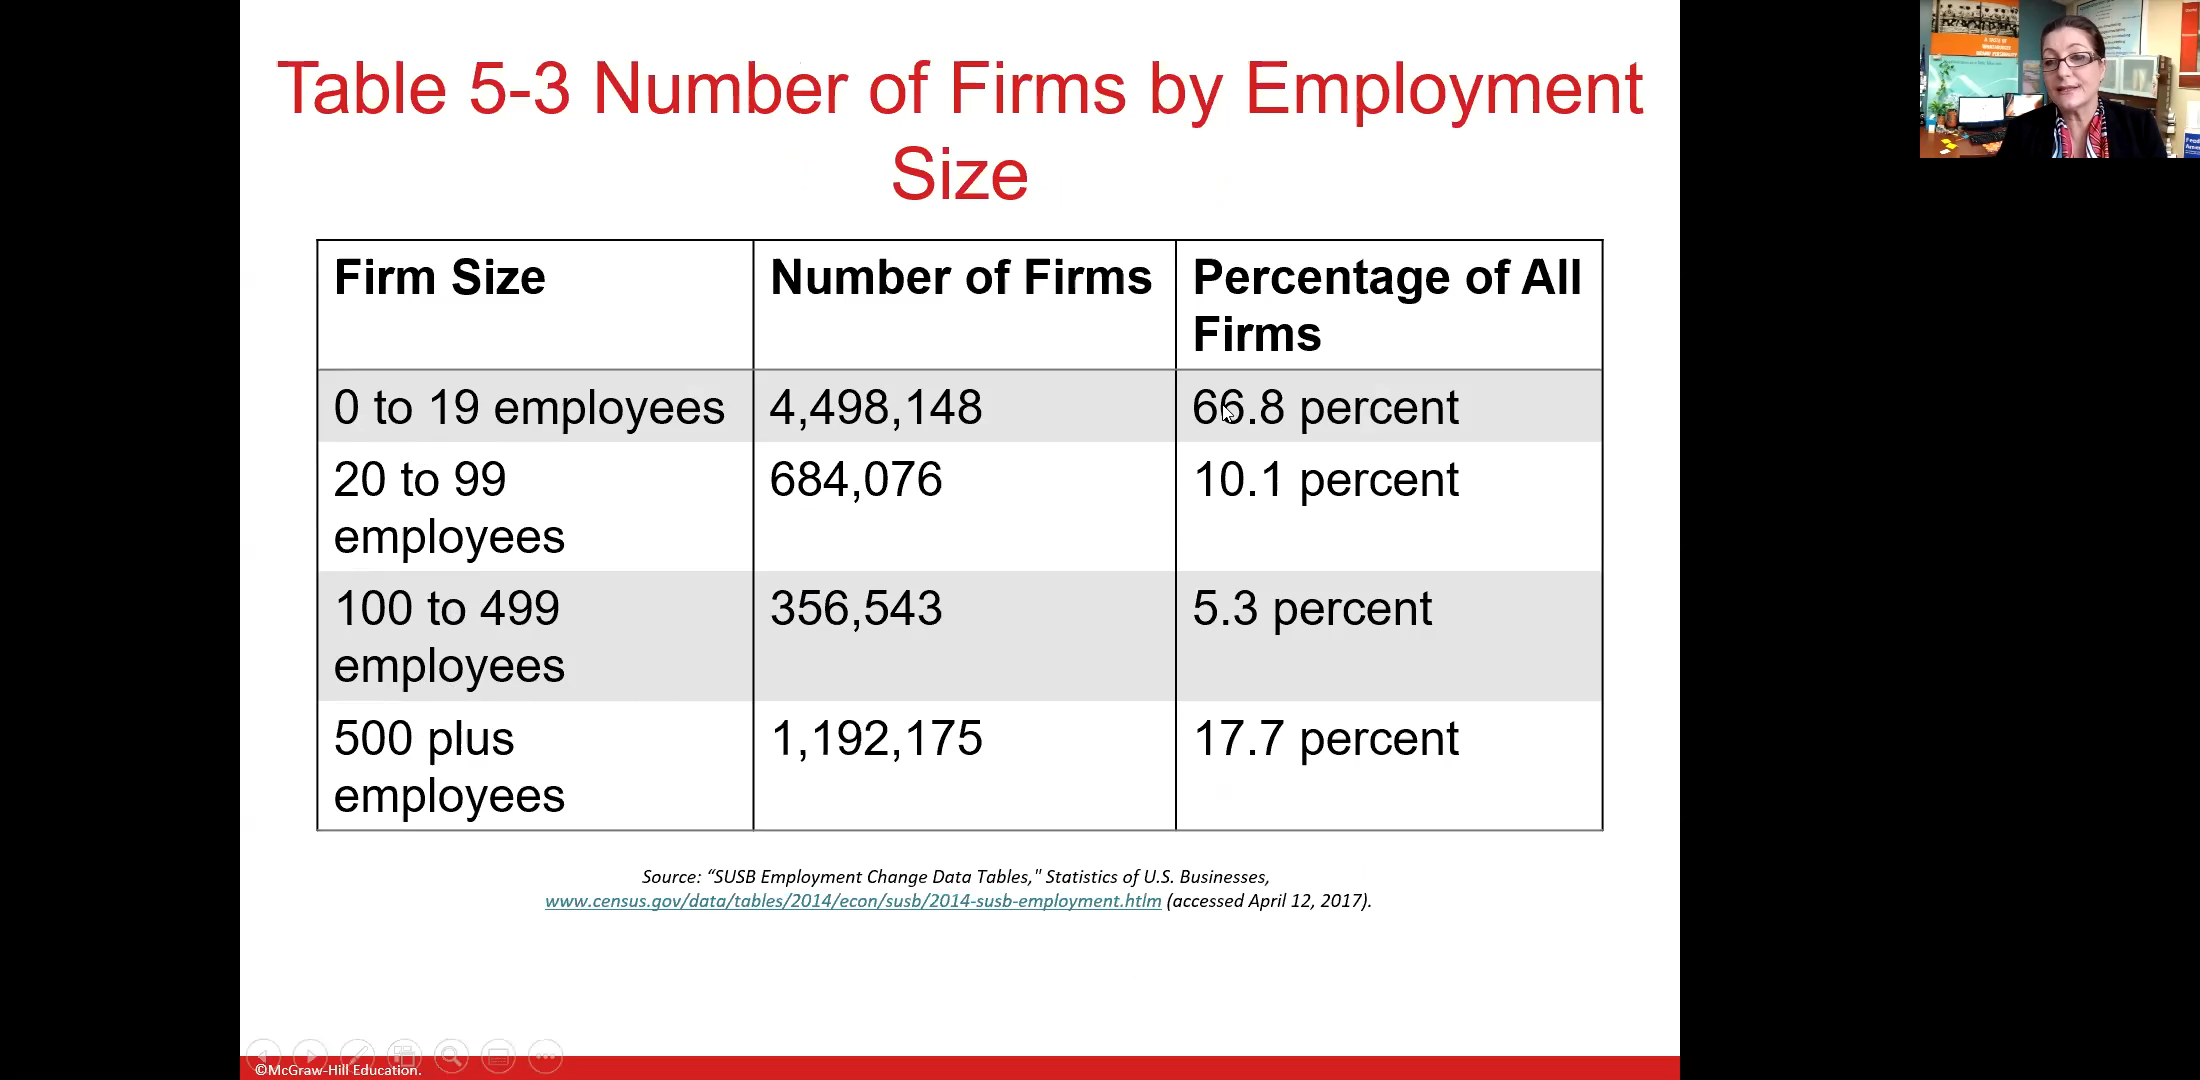 Table 5-3 Number of Firms by Employment
Size
Firm Size
Number of Firms
Percentage of All
Firms
0 to 19 employees
4,498,148
66.8 percent
20 to 99
employees
684,076
10.1 percent
100 to 499
employees
356,543
5.3 percent
500 plus
employees
1,192,175
17.7 percent
Source: “SUSB Employment Change Data Tables," Statistics of U.S. Businesses,
www.census.gov/data/tables/2014/econ/susb/2014-susb-employment.htlm (accessed April 12, 2017).
©McGraw-Hill Education.